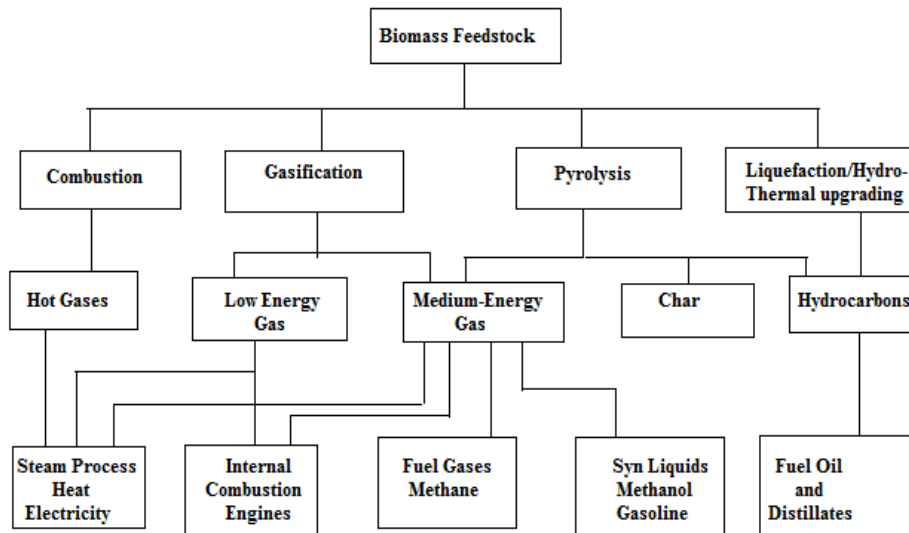 Biomass Feedstock
Combustion
Gasification
Pyrolysis
Liquefaction/Hydro-
Thermal upgrading
Hot Gases
Low Energy
Gas
Medium-Energy
Gas
Char
Hydrocarbons
Steam Process
Heat
Electricity
Internal
Combustion
Engines
Fuel Gases
Methane
Syn Liquids
Methanol
Gasoline
Fuel Oil
and
Distillates